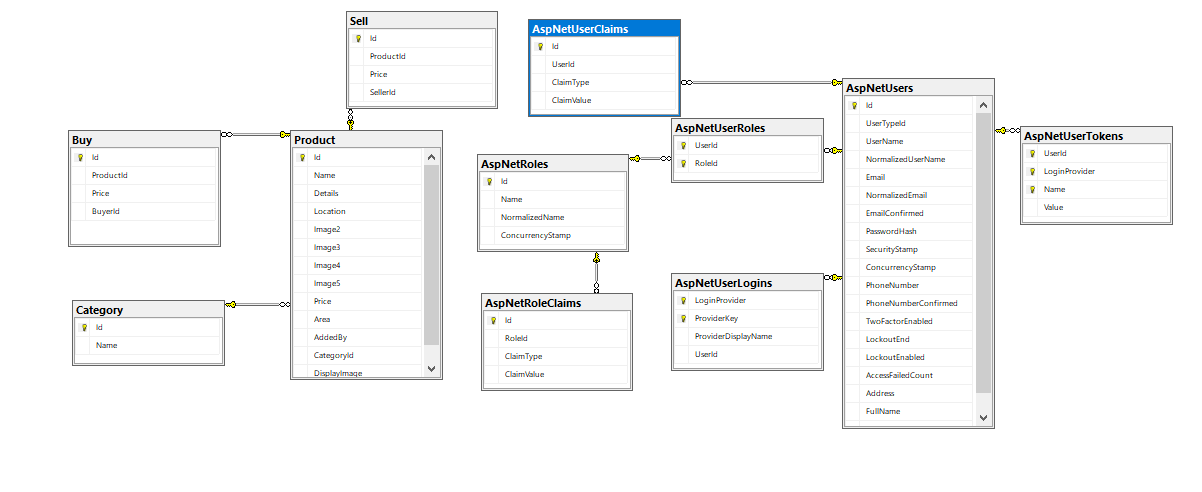 Sell
Id
ProductId
Price
SellerId
AspNetUserClaims
Id
UserId
ClaimType
ClaimValue
Buy
Id
ProductId
Price
BuyerId
Product
Id
Name
Details
Location
Image2
Image3
Image4
Image5
Price
Area
AddedBy
CategoryId
DisplayImage
Category
Id
Name
AspNetRoles
Id
Name
NormalizedName
ConcurrencyStamp
AspNetRoleClaims
Id
RoleId
ClaimType
ClaimValue
AspNetUserRoles
UserId
RoleId
AspNetUserLogins
LoginProvider
ProviderKey
ProviderDisplayName
UserId
AspNetUsers
Id
UserTypeId
UserName
NormalizedUserName
Email
NormalizedEmail
EmailConfirmed
PasswordHash
SecurityStamp
ConcurrencyStamp
PhoneNumber
PhoneNumberConfirmed
TwoFactorEnabled
LockoutEnd
LockoutEnabled
AccessFailedCount
Address
FullName
AspNetUserTokens
UserId
LoginProvider
Name
Value